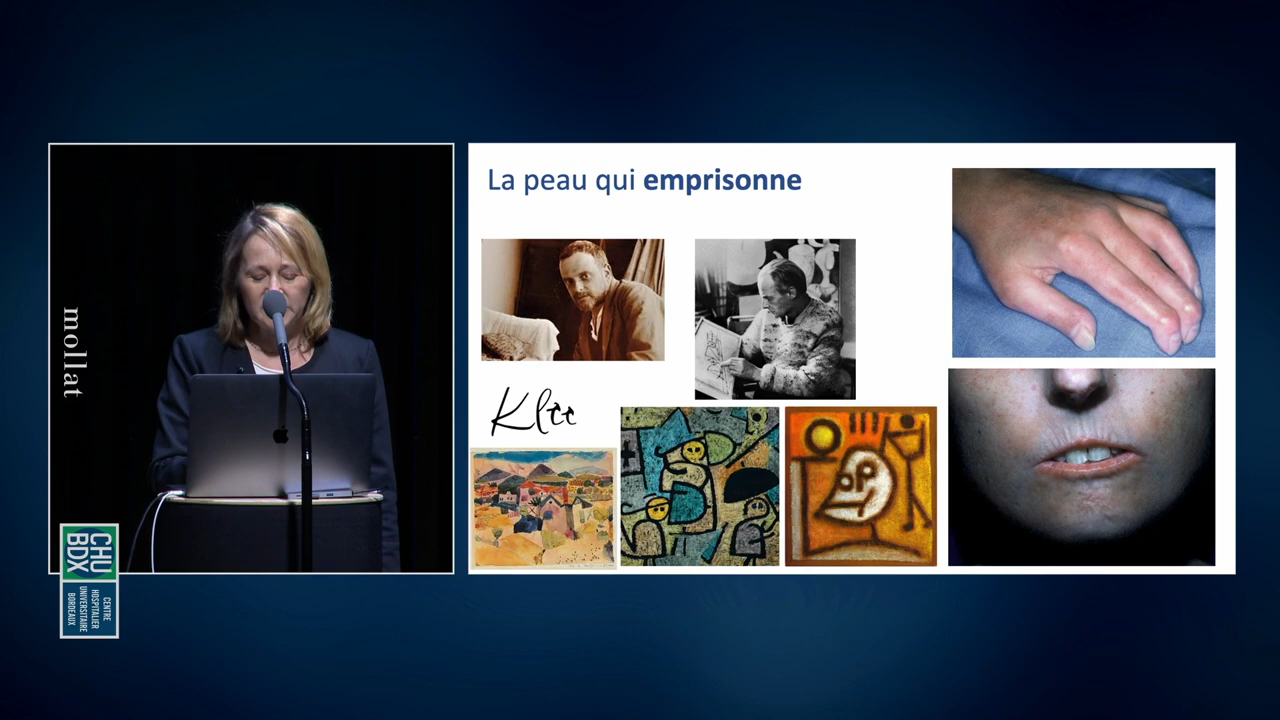 mollat
CHU
BDX
CENTRE
HOSPITALIER
UNIVERSITAIRE
BORDEAUX
La peau qui emprisonne
Klee